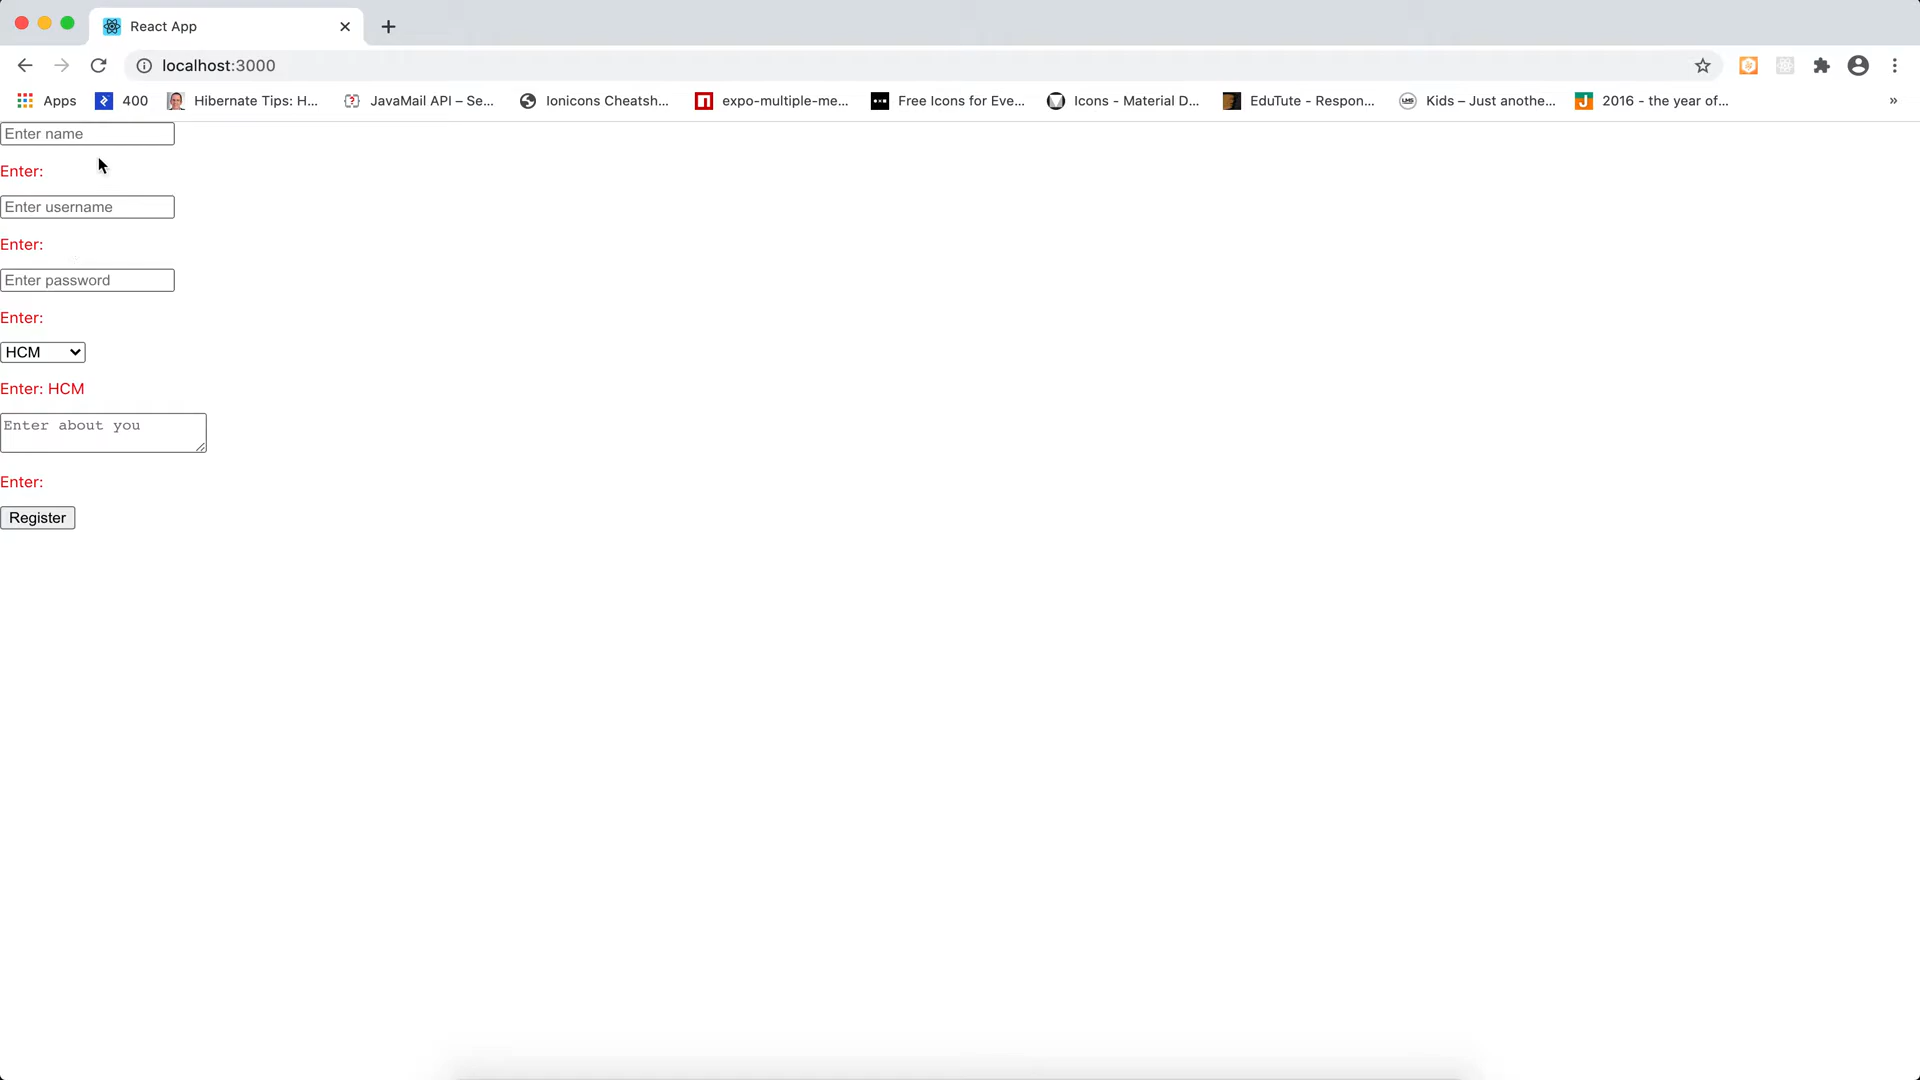 React App
localhost:3000
Apps 400 Hibernate Tips: H... JavaMail API – Se... Ionicons Cheatsh... expo-multiple-me... Free Icons for Eve... Icons - Material D... EduTute - Respon... Kids – Just anothe... 2016 - the year of... »
Enter name
Enter:
Enter username
Enter:
Enter password
Enter:
HCM
Enter: HCM
Enter about you
Enter:
Register